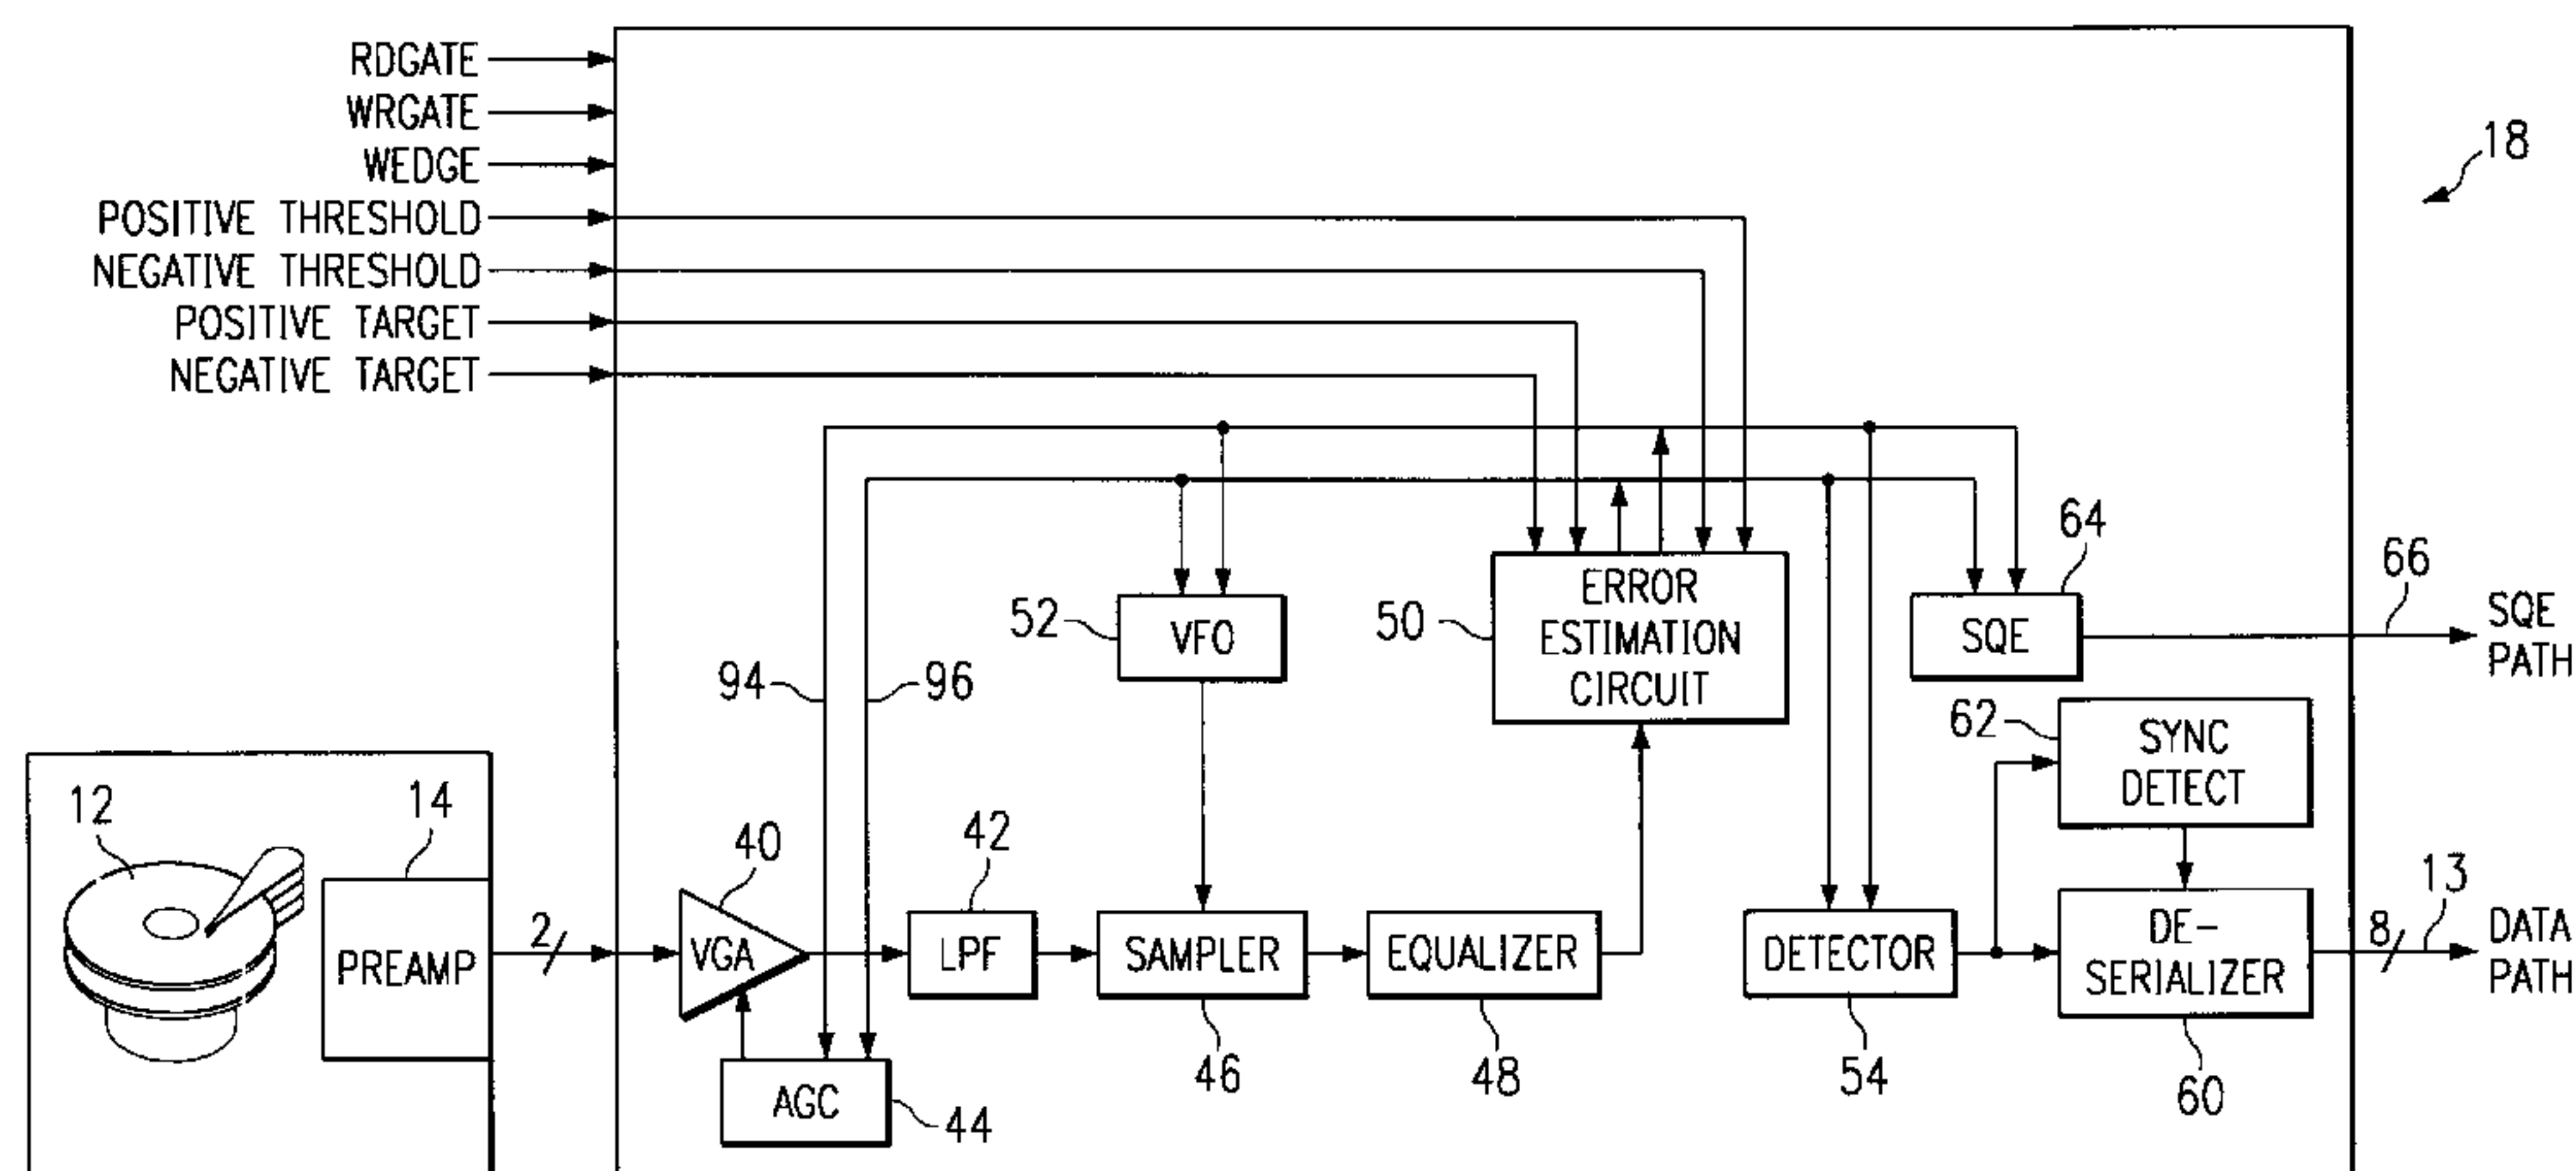 RDGATE
WRGATE
WEDGE
POSITIVE THRESHOLD
NEGATIVE THRESHOLD
POSITIVE TARGET
NEGATIVE TARGET
18
64
66
SQE
PATH
52
VFO
50
ERROR
ESTIMATION
CIRCUIT
SQE
94
96
62
SYNC
DETECT
12
14
PREAMP
2
40
VGA
42
LPF
SAMPLER
EQUALIZER
DETECTOR
DE-
SERIALIZER
8
13
DATA
PATH
AGC
44
46
48
54
60